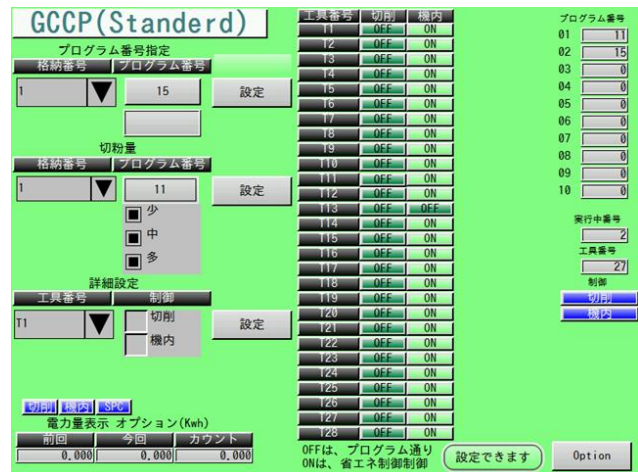 GCCP(Standerd)
プログラム番号指定
格納番号 プログラム番号
1 15 設定
切粉量
格納番号 プログラム番号
1 11 設定
少
中
多
詳細設定
工具番号 制御
T1 切削 設定
機内
切削 機内 SPC
電力量表示 オプション(Kwh)
前回 今回 カウント
0.000 0.000 0.000
工具番号 切削 機内
T1 OFF ON
T2 OFF ON
T3 OFF ON
T4 OFF ON
T5 OFF ON
T6 OFF ON
T7 OFF ON
T8 OFF ON
T9 OFF ON
T10 OFF ON
T11 OFF ON
T12 OFF ON
T13 OFF OFF
T14 OFF ON
T15 OFF ON
T16 OFF ON
T17 OFF ON
T18 OFF ON
T19 OFF ON
T20 OFF ON
T21 OFF ON
T22 OFF ON
T23 OFF ON
T24 OFF ON
T25 OFF ON
T26 OFF ON
T27 OFF ON
T28 OFF ON
OFFは、プログラム通り
ONは、省エネ制御制御
設定できます
プログラム番号
01 11
02 15
03 0
04 0
05 0
06 0
07 0
08 0
09 0
10 0
実行中番号
2
工具番号
27
制御
切削
機内
Option